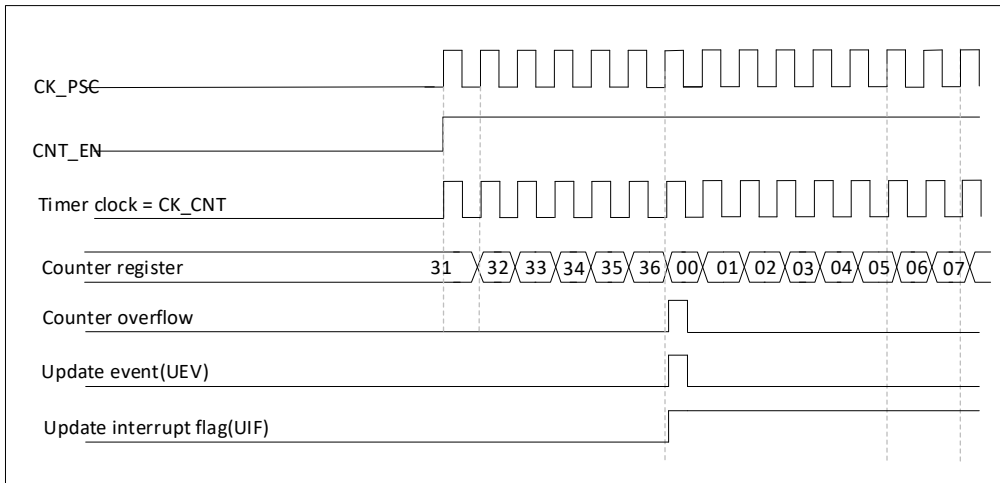 CK_PSC
CNT_EN
Timer clock = CK_CNT
Counter register 31 32 33 34 35 36 00 01 02 03 04 05 06 07
Counter overflow
Update event(UEV)
Update interrupt flag(UIF)